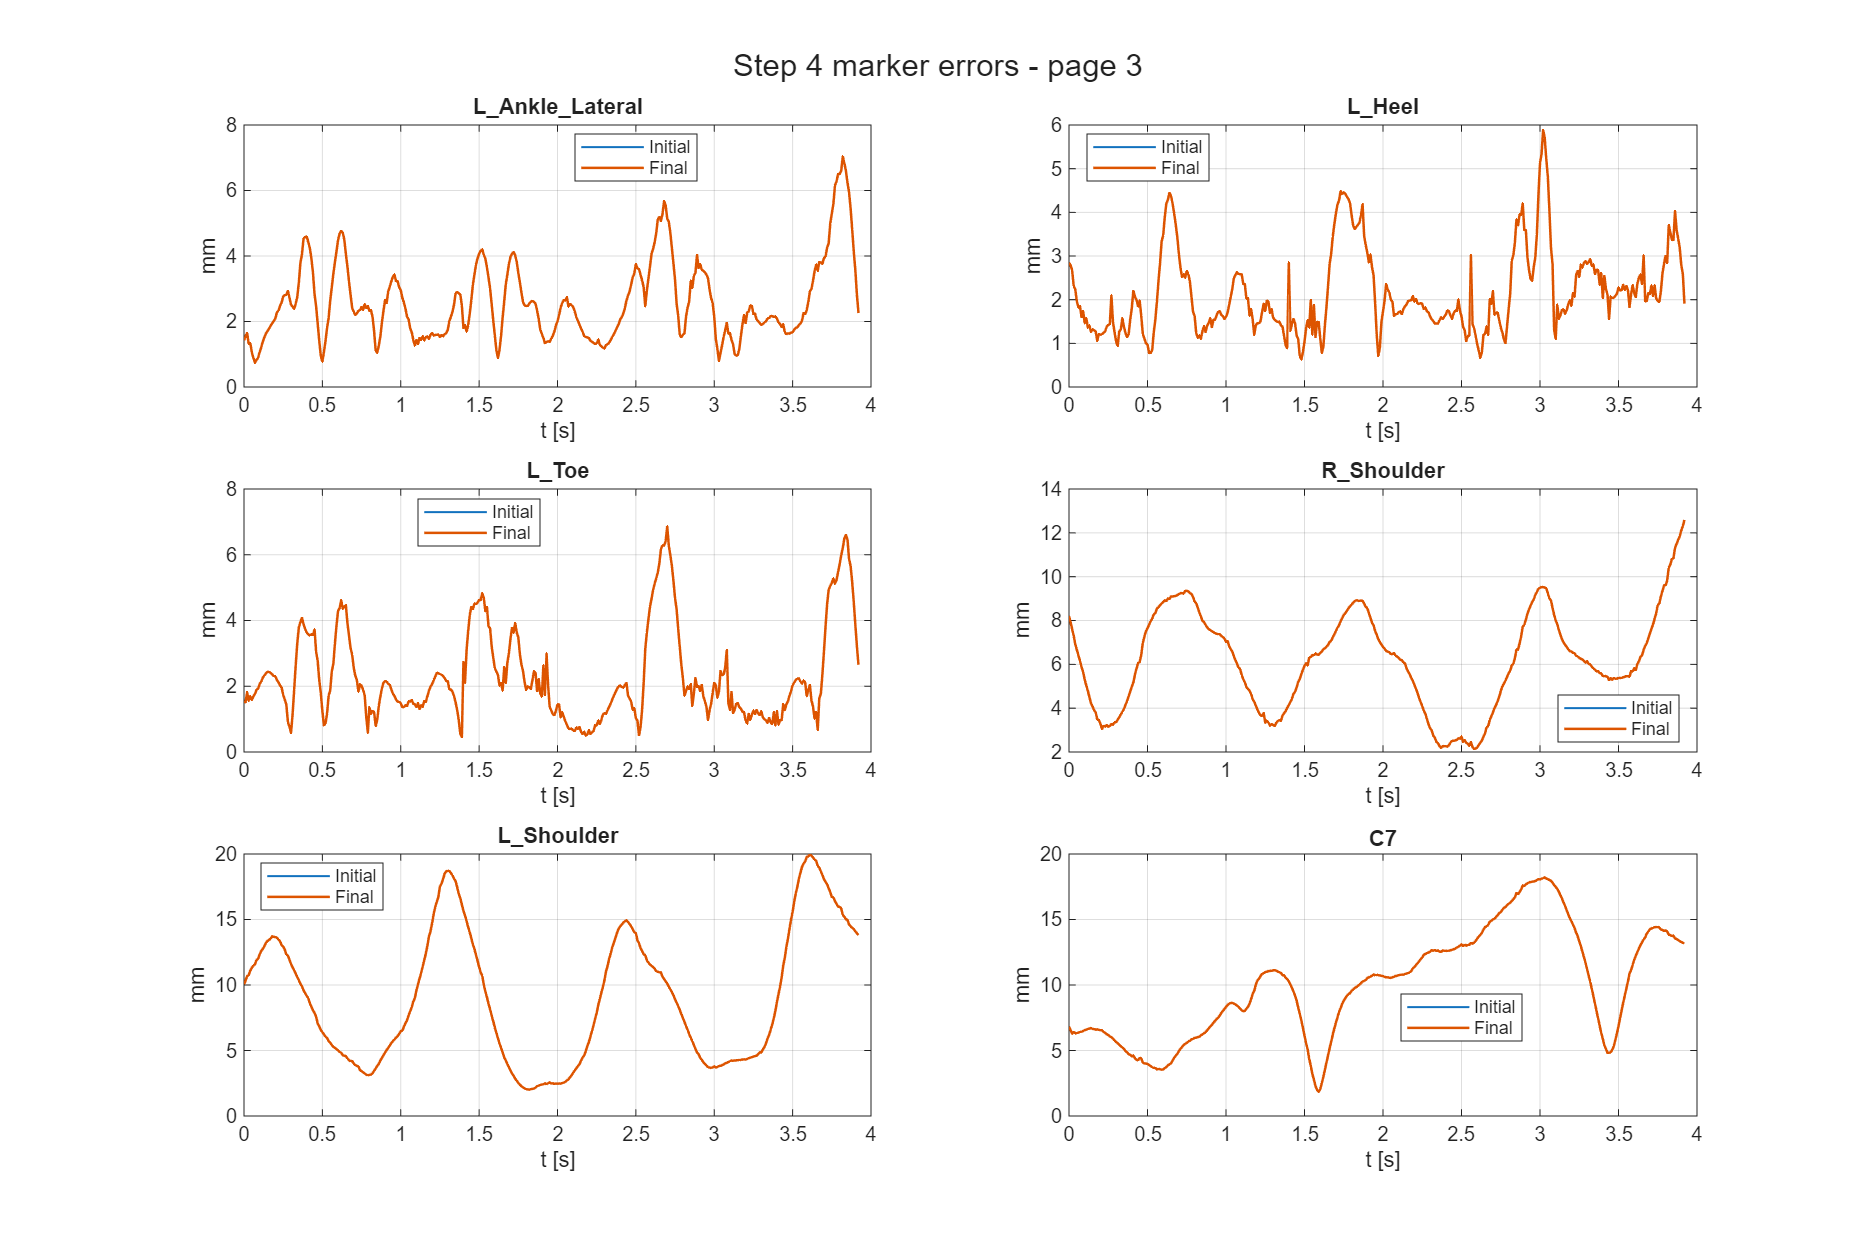 Step 4 marker errors - page 3
L_Ankle_Lateral
8
6
4
2
0
mm
Initial
Final
0 0.5 1 1.5 2 2.5 3 3.5 4
t [s]
L_Heel
6
5
4
3
2
1
0
mm
Initial
Final
0 0.5 1 1.5 2 2.5 3 3.5 4
t [s]
L_Toe
8
6
4
2
0
mm
Initial
Final
0 0.5 1 1.5 2 2.5 3 3.5 4
t [s]
R_Shoulder
14
12
10
8
6
4
2
mm
Initial
Final
0 0.5 1 1.5 2 2.5 3 3.5 4
t [s]
L_Shoulder
20
15
10
5
0
mm
Initial
Final
0 0.5 1 1.5 2 2.5 3 3.5 4
t [s]
C7
20
15
10
5
0
mm
Initial
Final
0 0.5 1 1.5 2 2.5 3 3.5 4
t [s]